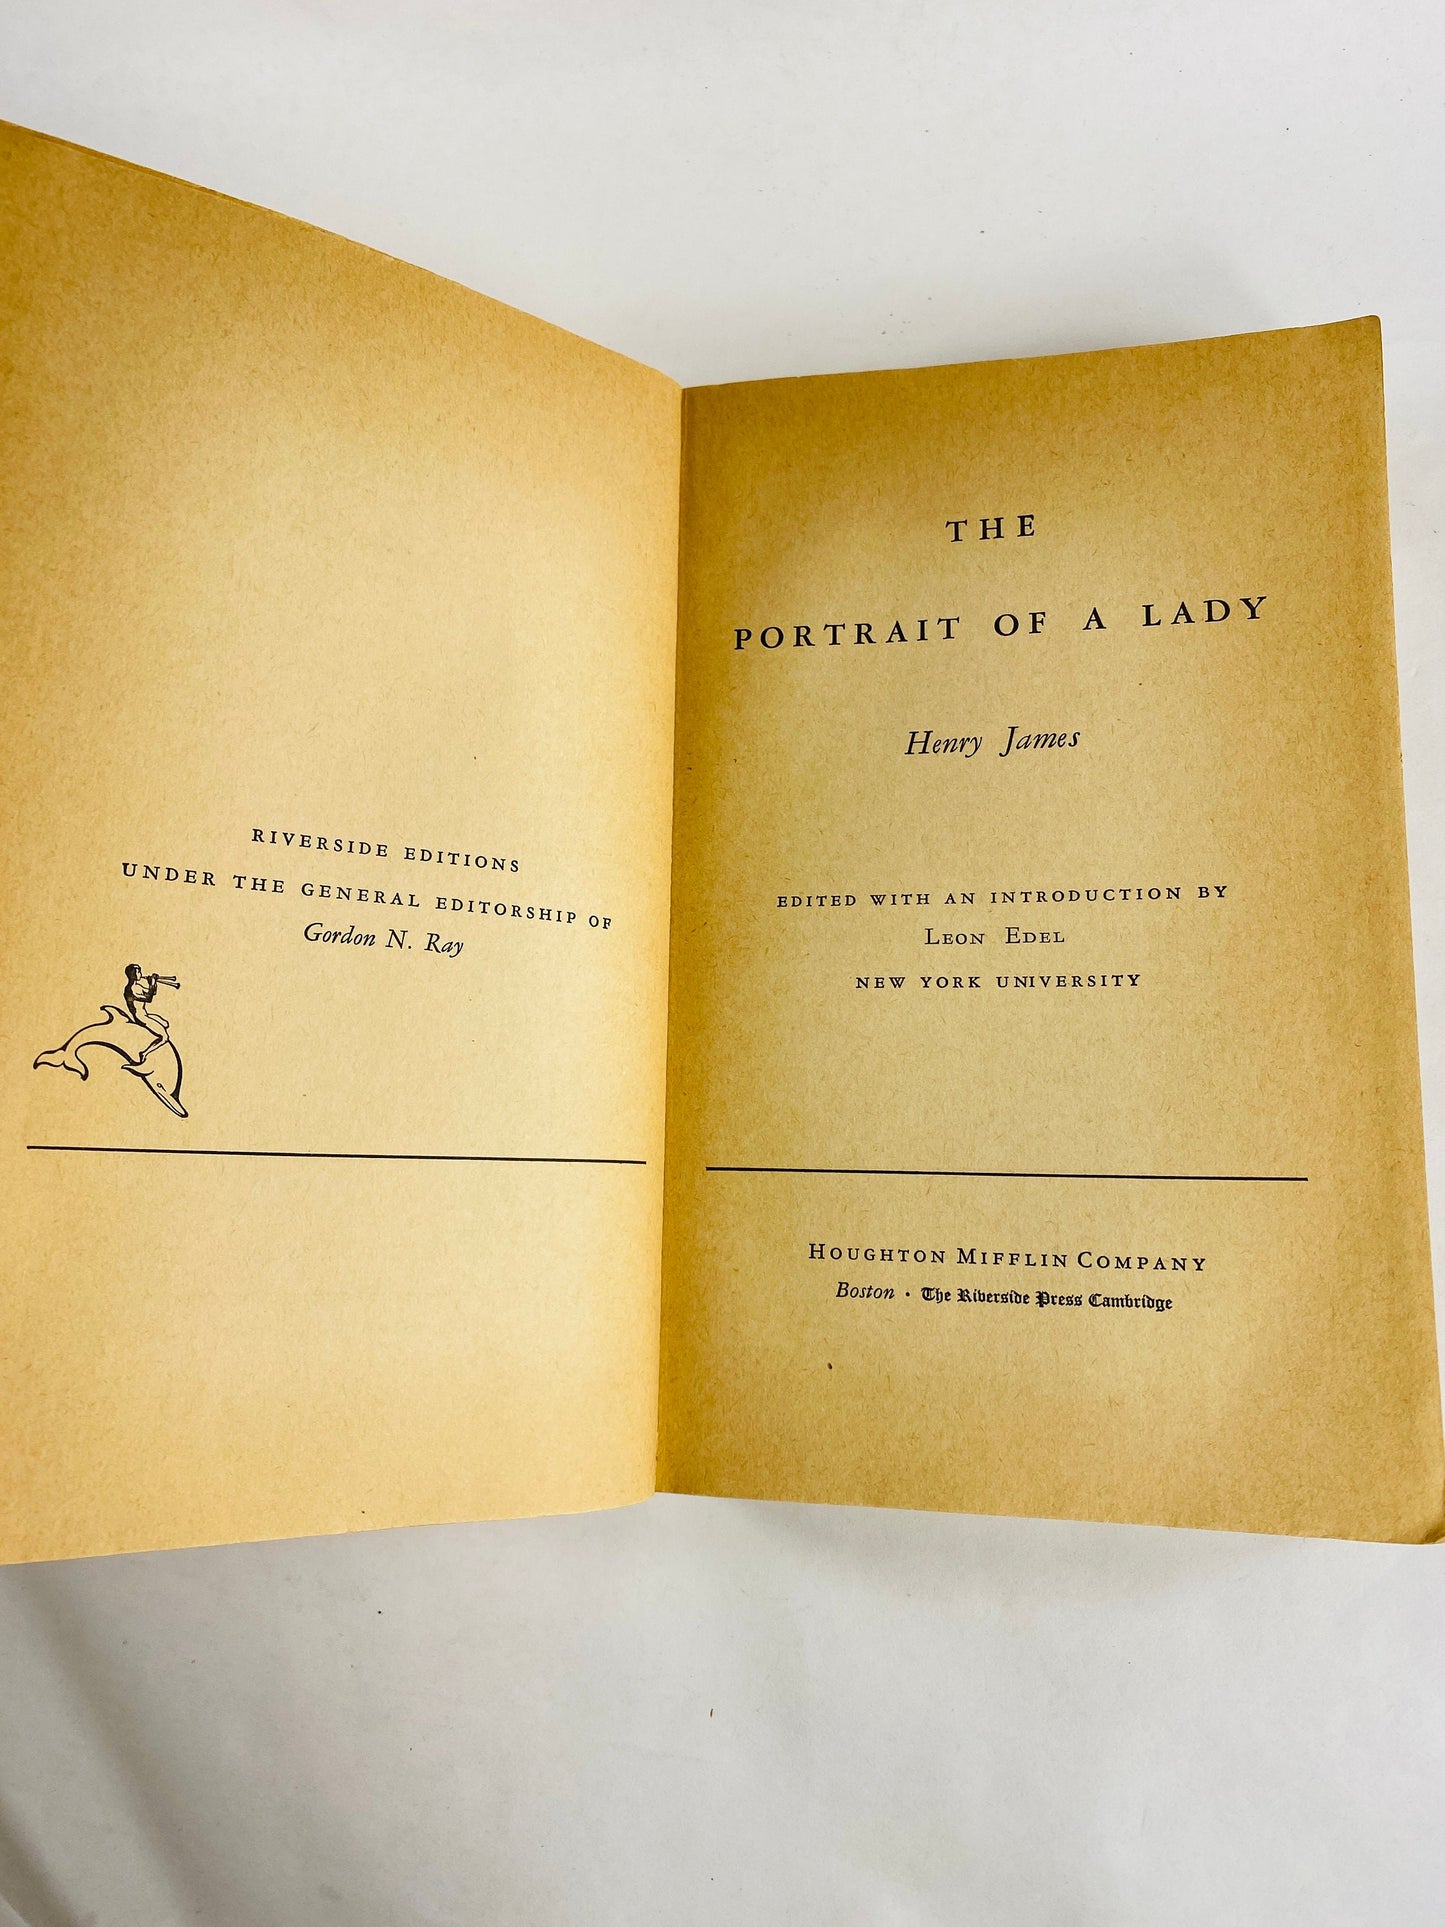 RIVERSIDE EDITIONS
UNDER THE GENERAL EDITORSHIP OF
Gordon N. Ray
THE
PORTRAIT OF A LADY
Henry James
EDITED WITH AN INTRODUCTION BY
LEON EDEL
NEW YORK UNIVERSITY
HOUGHTON MIFFLIN COMPANY
Boston · The Riverside Press Cambridge